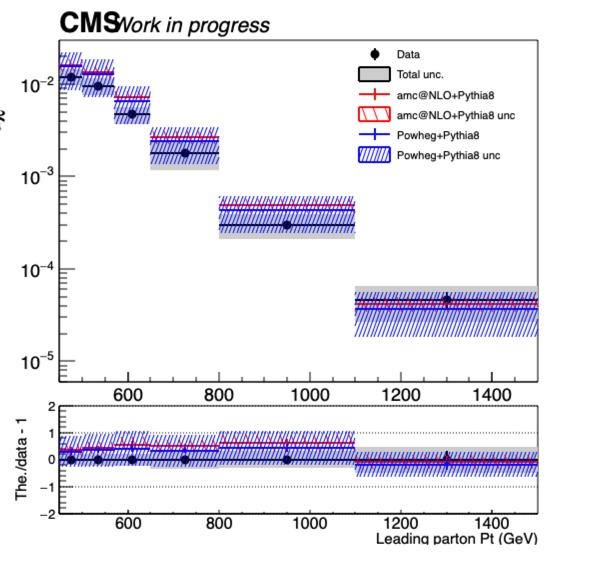 CMS Work in progress
Data
Total unc.
amc@NLO+Pythia8
amc@NLO+Pythia8 unc
Powheg+Pythia8
Powheg+Pythia8 unc
10−2
10−3
10−4
10−5
600 800 1000 1200 1400
The./data - 1
2
1
0
−1
−2
600 800 1000 1200 1400
Leading parton Pt (GeV)